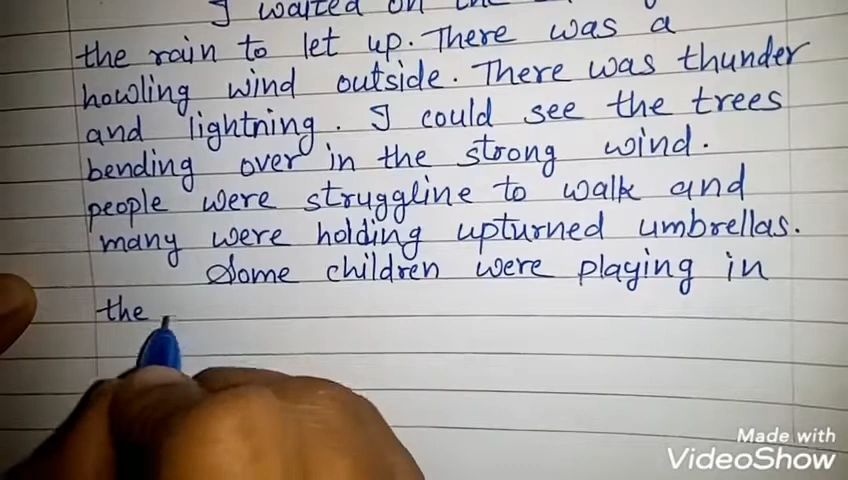 I waited on the
the rain to let up. There was a
howling wind outside. There was thunder
and lightning. I could see the trees
bending over in the strong wind.
people were struggline to walk and
many were holding upturned umbrellas.
Some children were playing in
the
Made with
VideoShow